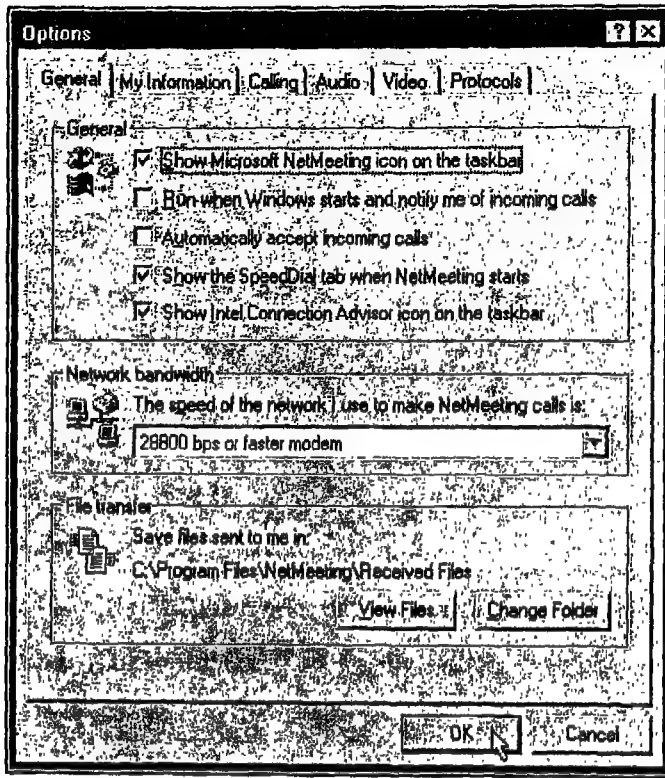 Options
General My Information Calling Audio Video Protocols
General
Show Microsoft NetMeeting icon on the taskbar
Run when Windows starts and notify me of incoming calls
Automatically accept incoming calls
Show the SpeedDial tab when NetMeeting starts
Show Intel Connection Advisor icon on the taskbar
Network bandwidth
The speed of the network I use to make NetMeeting calls is:
28800 bps or faster modem
File transfer
Save files sent to me in:
C:\Program Files\NetMeeting\Received Files
View Files Change Folder
OK Cancel